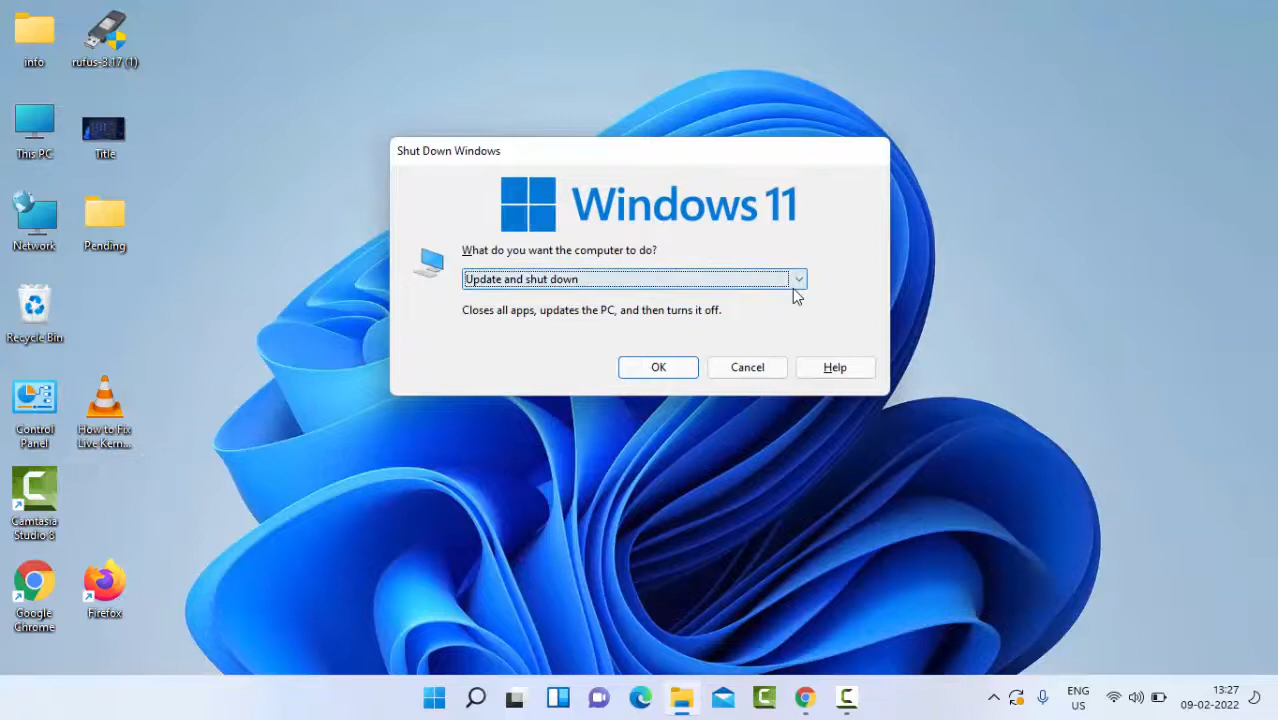 info
rufus-3.17 (1)
This PC
Title
Network
Pending
Recycle Bin
Control
Panel
How to Fix
Live Kern...
Camtasia
Studio 8
Google
Chrome
Firefox
Shut Down Windows
Windows 11
What do you want the computer to do?
Update and shut down
Closes all apps, updates the PC, and then turns it off.
OK
Cancel
Help
ENG
US
13:27
09-02-2022